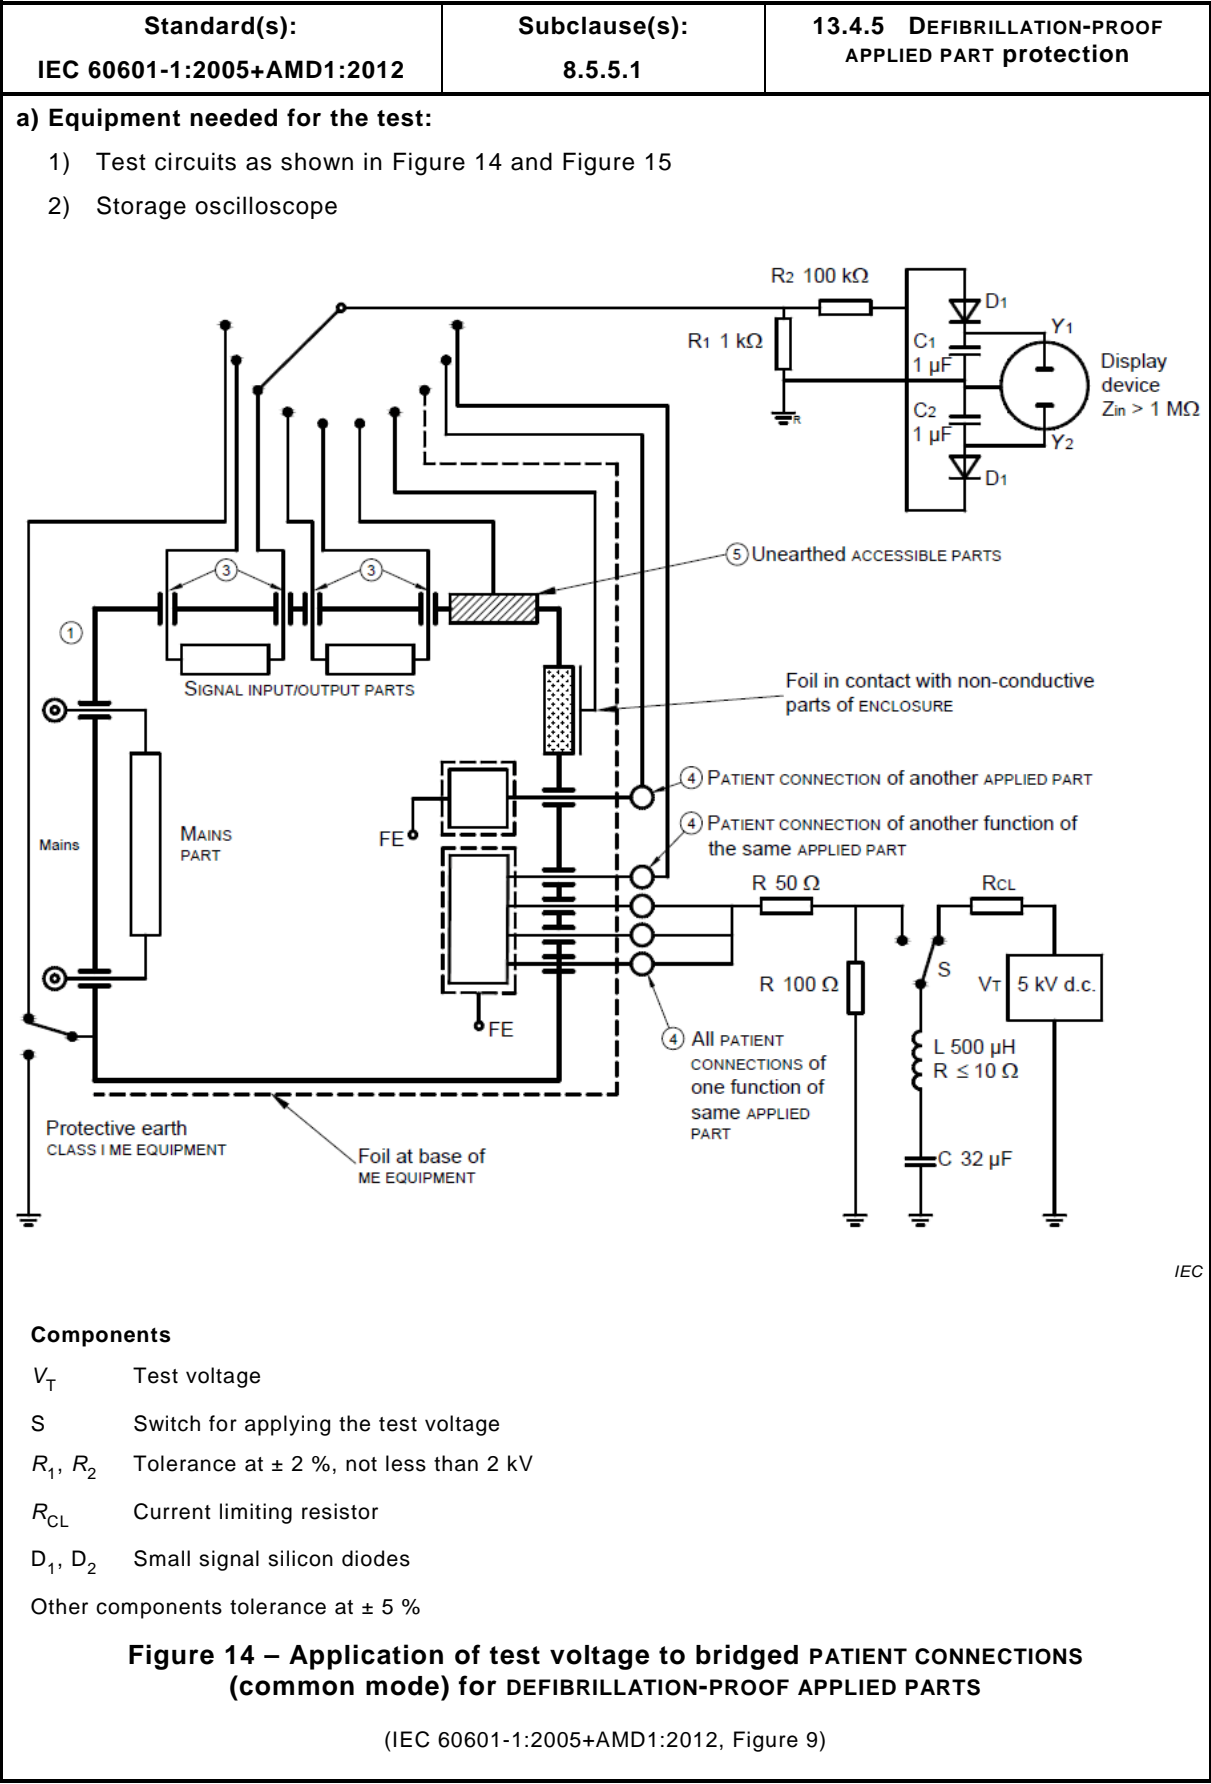 Standard(s):
IEC 60601-1:2005+AMD1:2012
Subclause(s):
8.5.5.1
13.4.5 DEFIBRILLATION-PROOF
APPLIED PART protection
a) Equipment needed for the test:
1) Test circuits as shown in Figure 14 and Figure 15
2) Storage oscilloscope
R2 100 kΩ
R1 1 kΩ
R
D1
C1
1 µF
C2
1 µF
D1
Y1
Y2
Display
device
Zin > 1 MΩ
5 Unearthed ACCESSIBLE PARTS
3
3
1
SIGNAL INPUT/OUTPUT PARTS
Foil in contact with non-conductive
parts of ENCLOSURE
4 PATIENT CONNECTION of another APPLIED PART
4 PATIENT CONNECTION of another function of
the same APPLIED PART
Mains
MAINS
PART
FE
FE
R 50 Ω
RCL
R 100 Ω
S
VT 5 kV d.c.
L 500 µH
R ≤ 10 Ω
C 32 µF
4 All PATIENT
CONNECTIONS of
one function of
same APPLIED
PART
Protective earth
CLASS I ME EQUIPMENT
Foil at base of
ME EQUIPMENT
IEC
Components
VT Test voltage
S Switch for applying the test voltage
R1, R2 Tolerance at ± 2 %, not less than 2 kV
RCL Current limiting resistor
D1, D2 Small signal silicon diodes
Other components tolerance at ± 5 %
Figure 14 – Application of test voltage to bridged PATIENT CONNECTIONS
(common mode) for DEFIBRILLATION-PROOF APPLIED PARTS
(IEC 60601-1:2005+AMD1:2012, Figure 9)